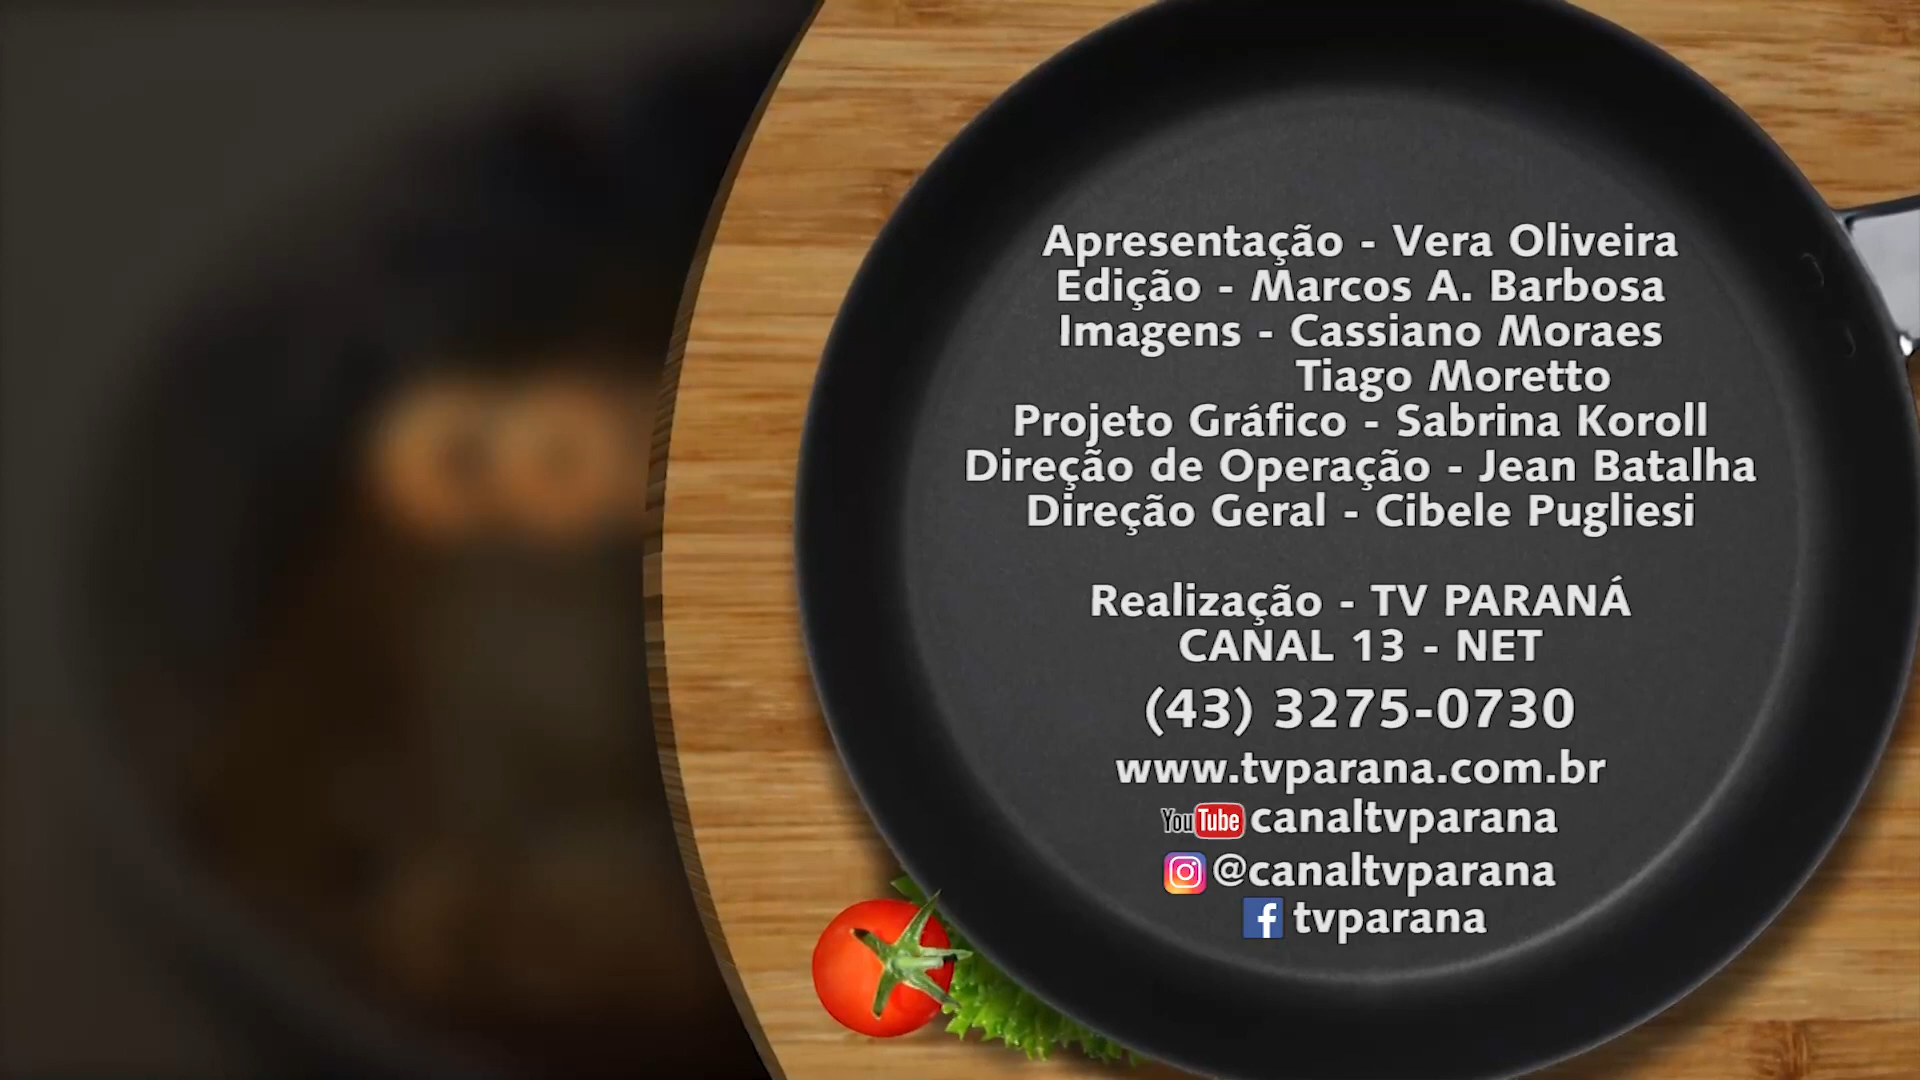 Apresentação - Vera Oliveira
Edição - Marcos A. Barbosa
Imagens - Cassiano Moraes
Tiago Moretto
Projeto Gráfico - Sabrina Koroll
Direção de Operação - Jean Batalha
Direção Geral - Cibele Pugliesi
Realização - TV PARANÁ
CANAL 13 - NET
(43) 3275-0730
www.tvparana.com.br
YouTube canaltvparana
@canaltvparana
f tvparana